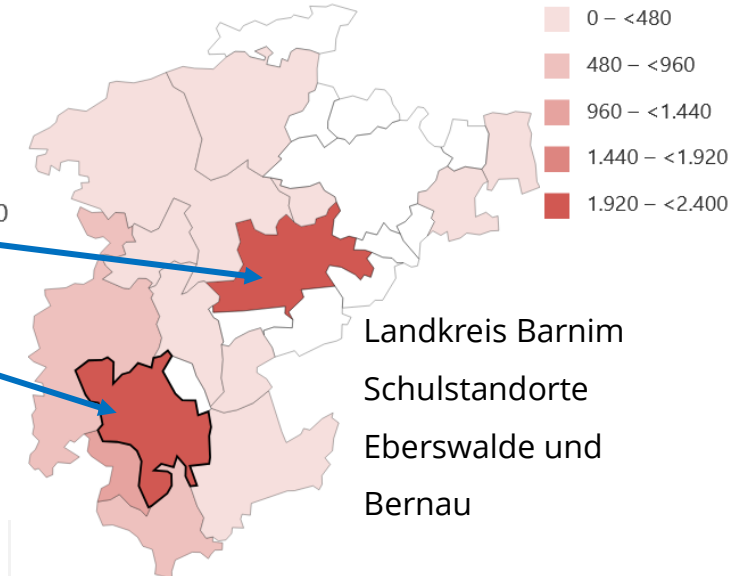 0 – <480
480 – <960
960 – <1.440
1.440 – <1.920
1.920 – <2.400
0
Landkreis Barnim
Schulstandorte
Eberswalde und
Bernau